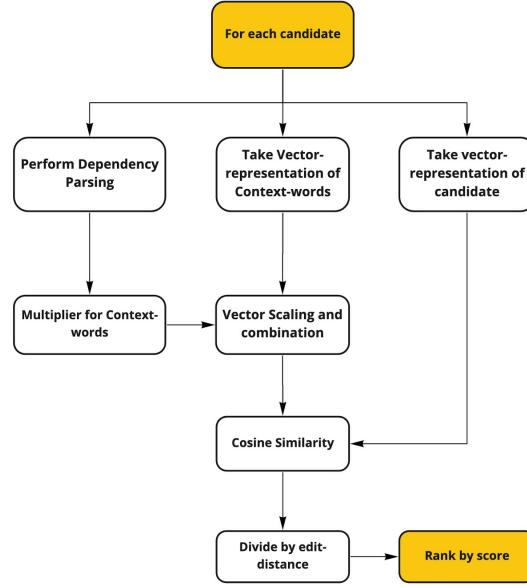 For each candidate
Perform Dependency
Parsing
Take Vector-
representation of
Context-words
Take vector-
representation of
candidate
Multiplier for Context-
words
Vector Scaling and
combination
Cosine Similarity
Divide by edit-
distance
Rank by score